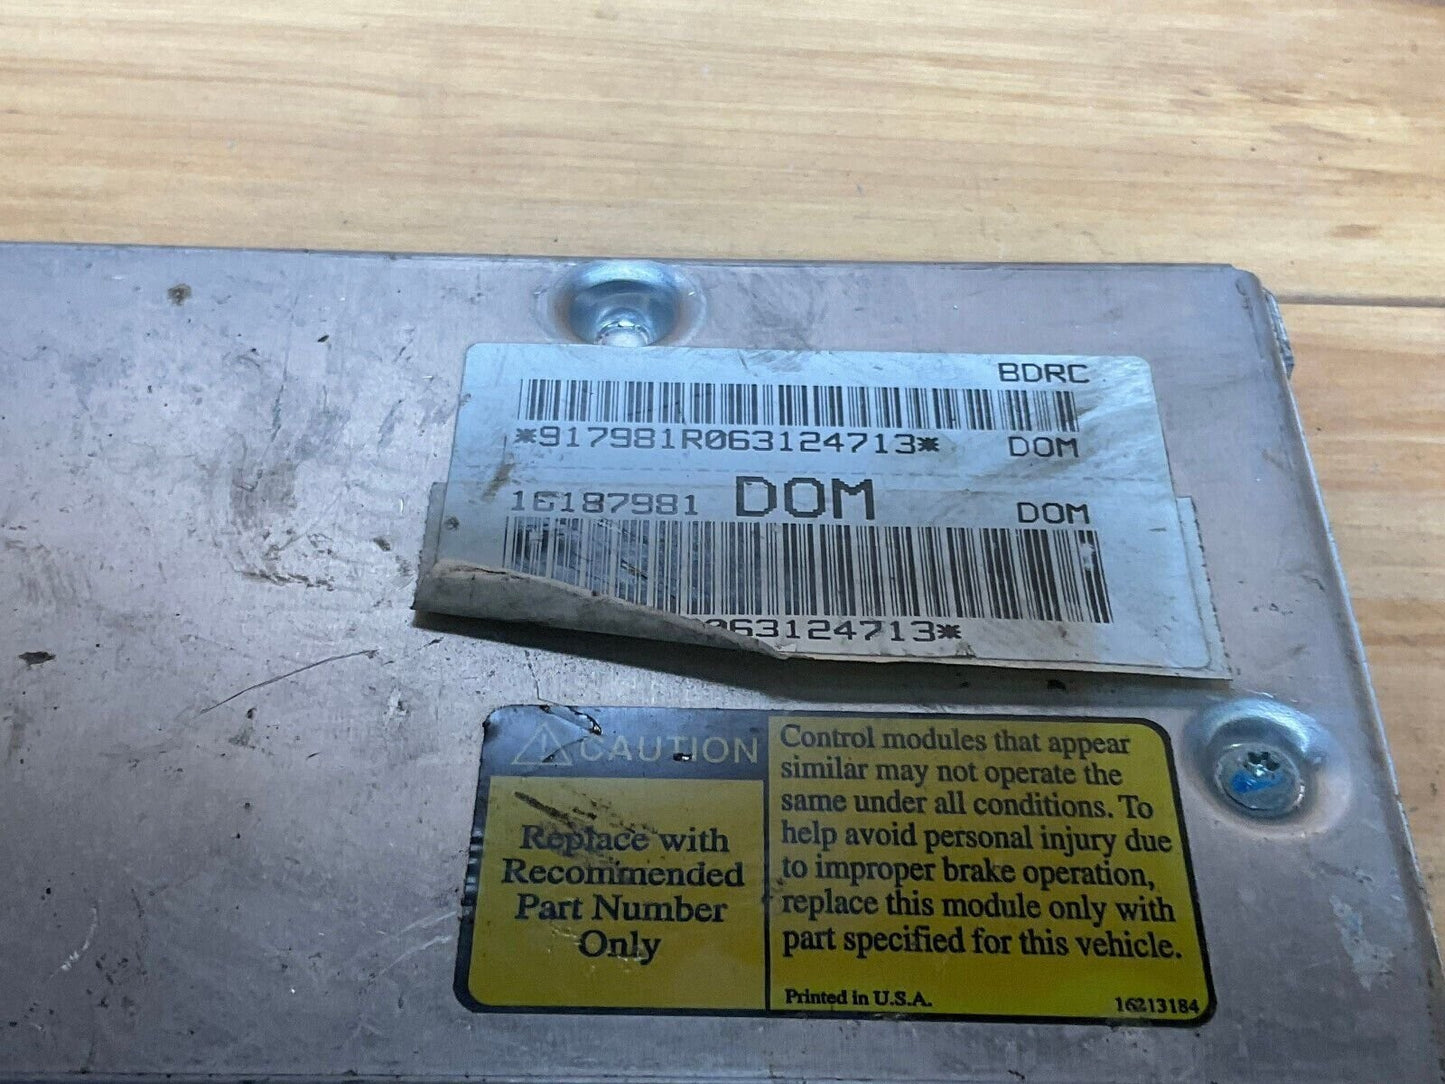 BDRC
*917981R063124713* DOM
16187981 DOM DOM
R063124713*
CAUTION
Replace with
Recommended
Part Number
Only
Control modules that appear
similar may not operate the
same under all conditions. To
help avoid personal injury due
to improper brake operation,
replace this module only with
part specified for this vehicle.
Printed in U.S.A. 16213184